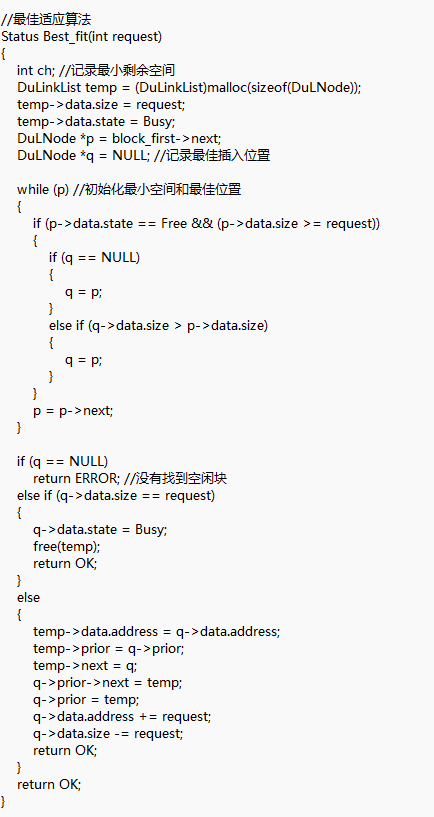 //最佳适应算法
Status Best_fit(int request)
{
    int ch; //记录最小剩余空间
    DuLinkList temp = (DuLinkList)malloc(sizeof(DuLNode));
    temp->data.size = request;
    temp->data.state = Busy;
    DuLNode *p = block_first->next;
    DuLNode *q = NULL; //记录最佳插入位置

    while (p) //初始化最小空间和最佳位置
    {
        if (p->data.state == Free && (p->data.size >= request))
        {
            if (q == NULL)
            {
                q = p;
            }
            else if (q->data.size > p->data.size)
            {
                q = p;
            }
        }
        p = p->next;
    }

    if (q == NULL)
        return ERROR; //没有找到空闲块
    else if (q->data.size == request)
    {
        q->data.state = Busy;
        free(temp);
        return OK;
    }
    else
    {
        temp->data.address = q->data.address;
        temp->prior = q->prior;
        temp->next = q;
        q->prior->next = temp;
        q->prior = temp;
        q->data.address += request;
        q->data.size -= request;
        return OK;
    }
    return OK;
}